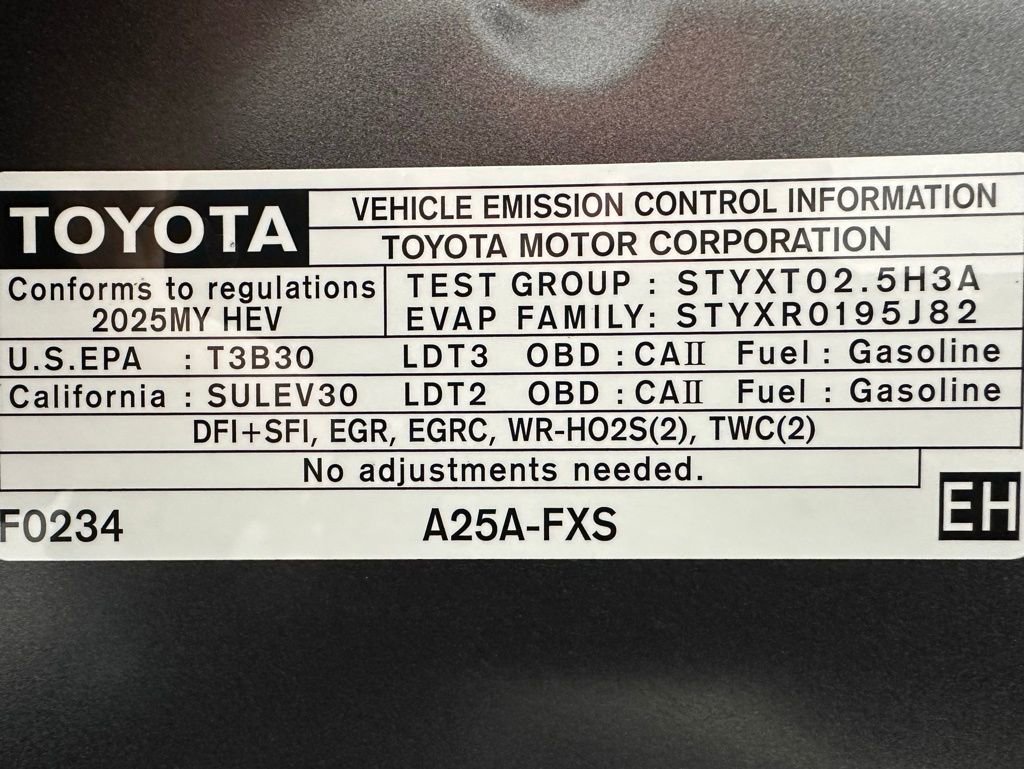 TOYOTA
VEHICLE EMISSION CONTROL INFORMATION
TOYOTA MOTOR CORPORATION
Conforms to regulations
2025MY HEV
TEST GROUP : STYXT02.5H3A
EVAP FAMILY: STYXR0195J82
U.S.EPA : T3B30 LDT3 OBD : CAII Fuel : Gasoline
California : SULEV30 LDT2 OBD : CAII Fuel : Gasoline
DFI+SFI, EGR, EGRC, WR-HO2S(2), TWC(2)
No adjustments needed.
F0234 A25A-FXS EH